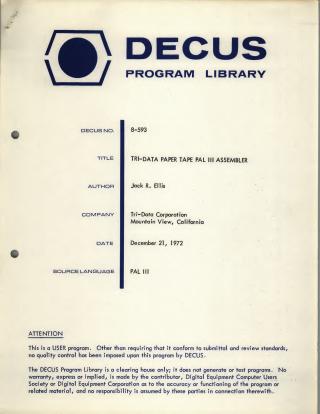 DECUS
PROGRAM LIBRARY
DECUS NO. 8-593
TITLE TRI-DATA PAPER TAPE PAL III ASSEMBLER
AUTHOR Jack R. Ellis
COMPANY Tri-Data Corporation
Mountain View, California
DATE December 21, 1972
SOURCE LANGUAGE PAL III
ATTENTION
This is a USER program. Other than requiring that it conform to submittal and review standards,
no quality control has been imposed upon this program by DECUS.
The DECUS Program Library is a clearing house only; it does not generate or test programs. No
warranty, express or implied, is made by the contributor, Digital Equipment Computer Users
Society or Digital Equipment Corporation as to the accuracy or functioning of the program or
related material, and no responsibility is assumed by these parties in connection therewith.